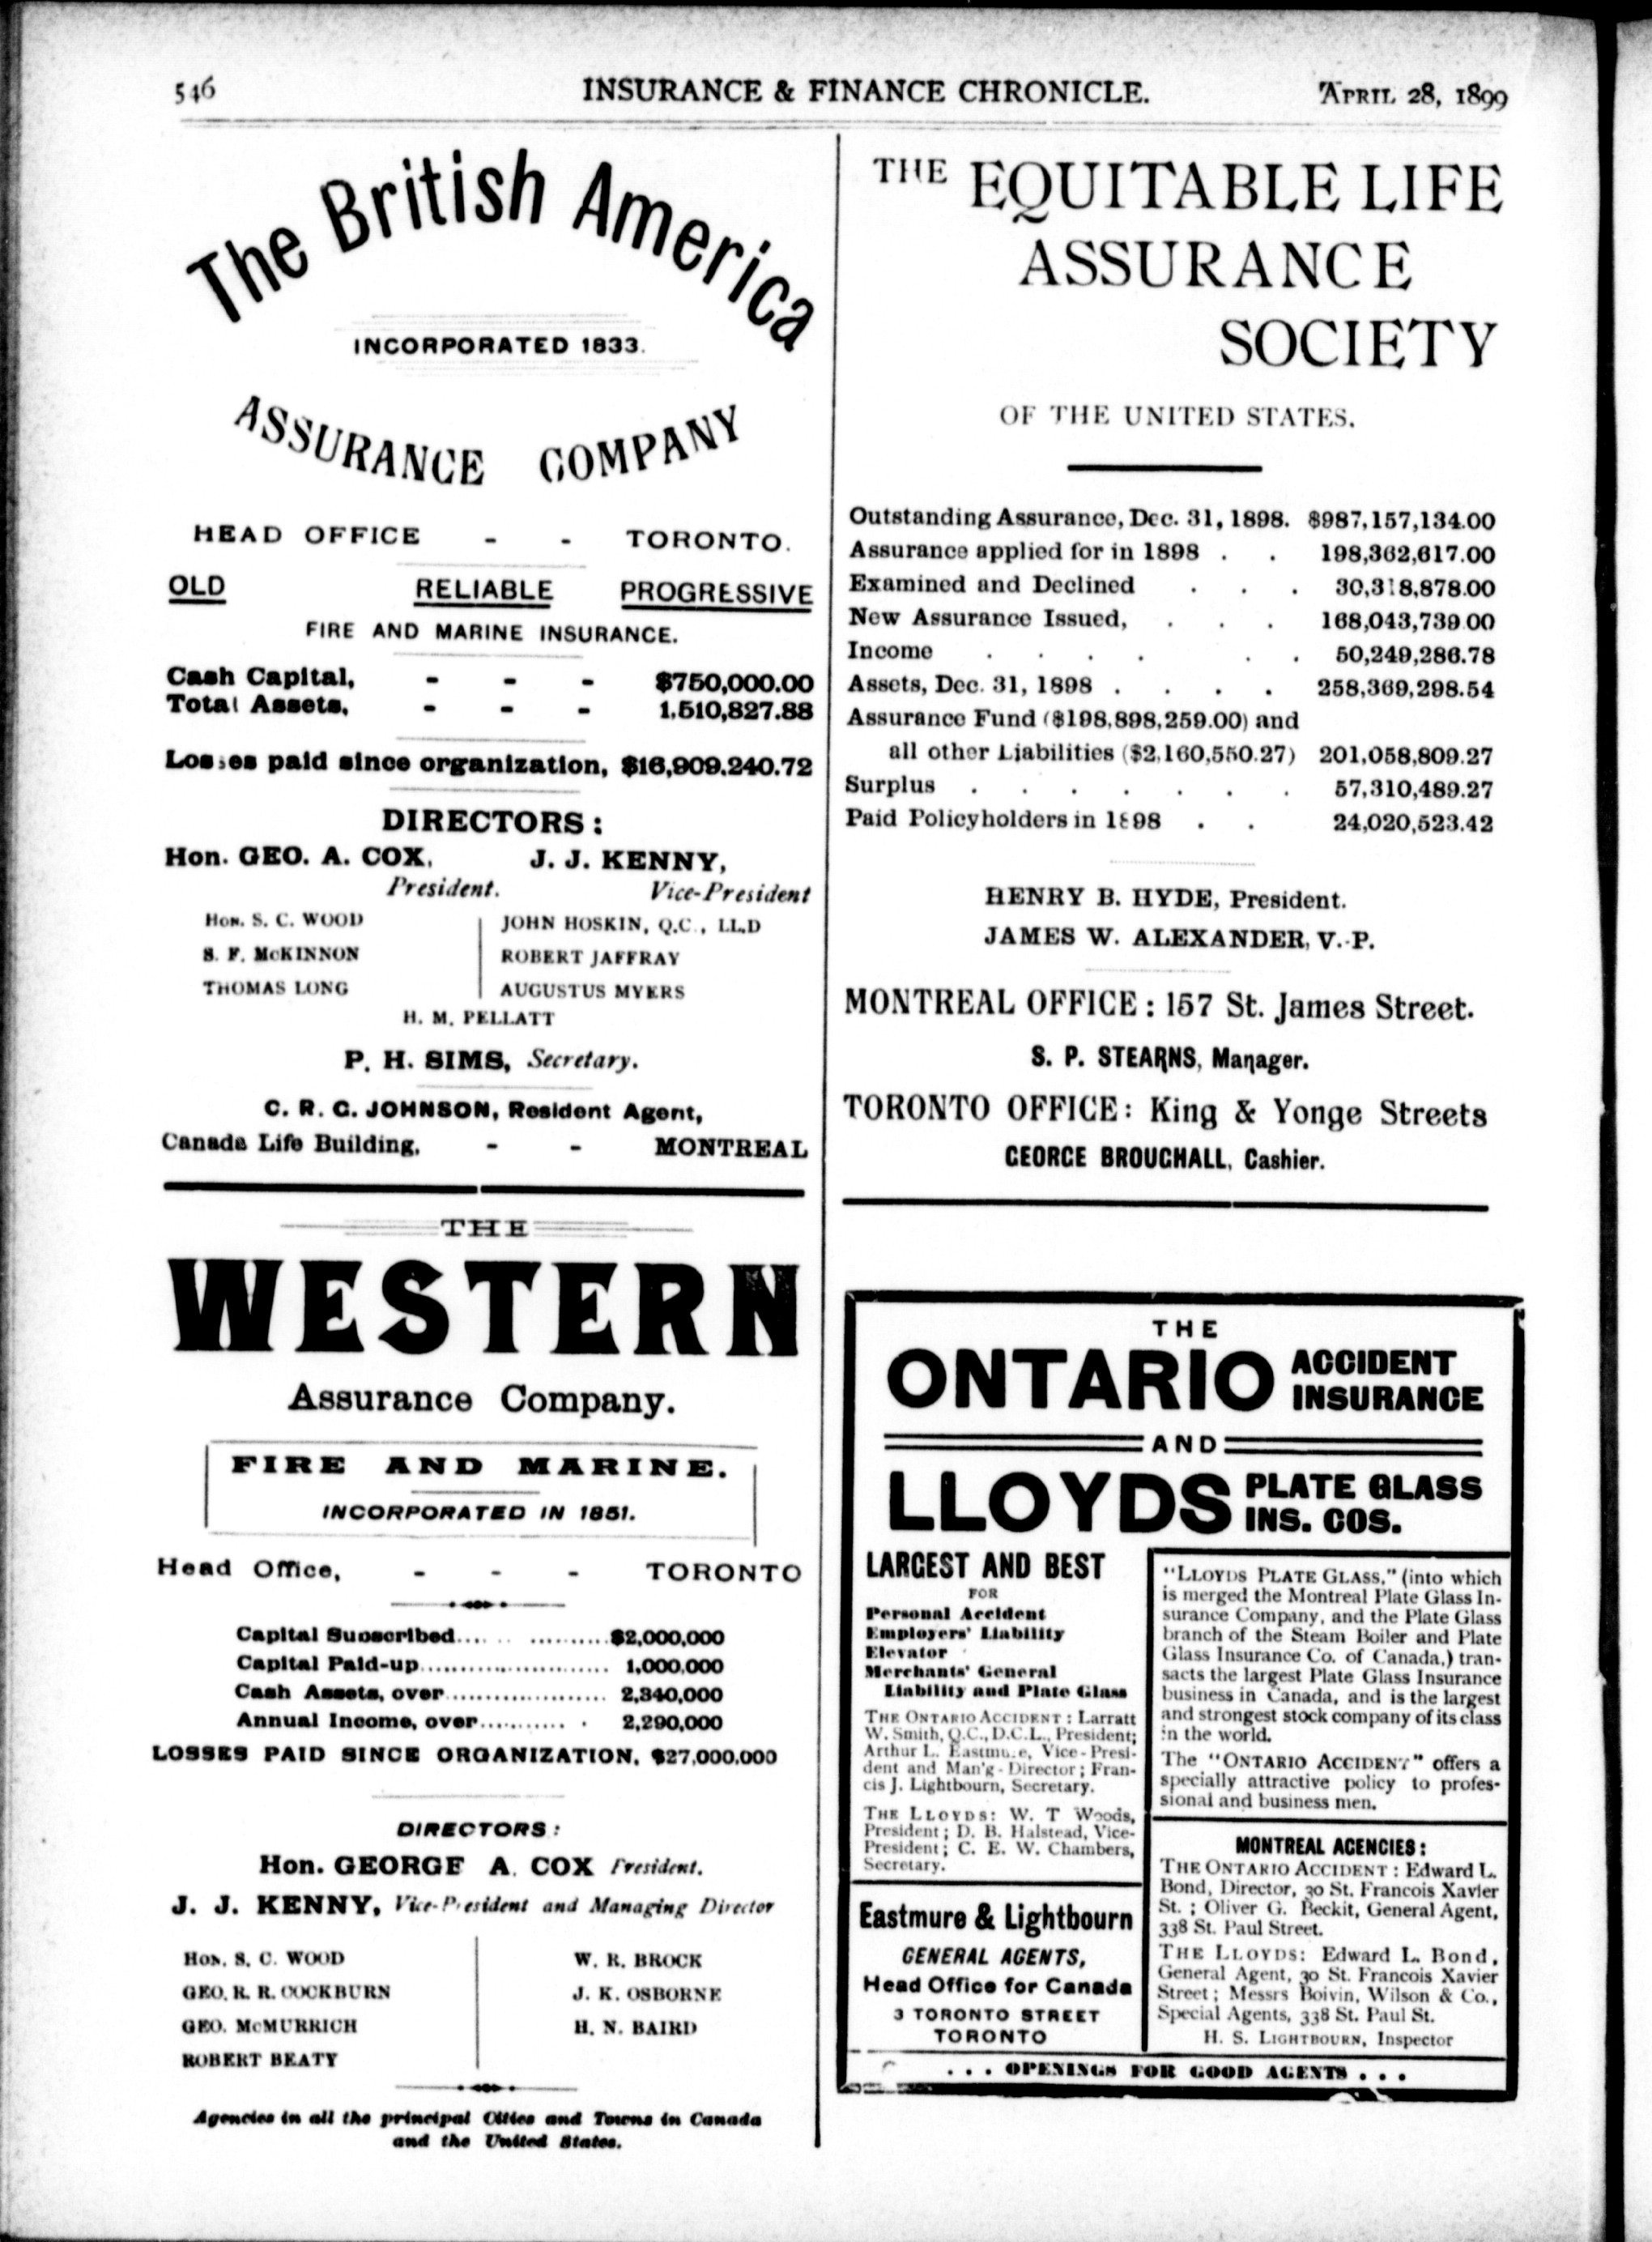 546 INSURANCE & FINANCE CHRONICLE. APRIL 28, 1899
The British America
INCORPORATED 1833.
ASSURANCE COMPANY
HEAD OFFICE - - TORONTO.
OLD RELIABLE PROGRESSIVE
FIRE AND MARINE INSURANCE.
Cash Capital, - - - $750,000.00
Total Assets, - - - 1,510,827.88
Losses paid since organization, $16,909,240.72
DIRECTORS:
Hon. GEO. A. COX, J. J. KENNY,
President. Vice-President
HON. S. C. WOOD JOHN HOSKIN, Q.C., LL.D
S. F. McKINNON ROBERT JAFFRAY
THOMAS LONG AUGUSTUS MYERS
H. M. PELLATT
P. H. SIMS, Secretary.
C. R. G. JOHNSON, Resident Agent,
Canada Life Building, - - MONTREAL
THE
WESTERN
Assurance Company.
FIRE AND MARINE.
INCORPORATED IN 1851.
Head Office, - - - TORONTO
Capital Subscribed............ $2,000,000
Capital Paid-up........................ 1,000,000
Cash Assets, over.................... 2,340,000
Annual Income, over........... . 2,290,000
LOSSES PAID SINCE ORGANIZATION, $27,000,000
DIRECTORS:
Hon. GEORGE A. COX President.
J. J. KENNY, Vice-President and Managing Director
HON. S. C. WOOD W. R. BROCK
GEO. R. R. COCKBURN J. K. OSBORNE
GEO. McMURRICH H. N. BAIRD
ROBERT BEATY
Agencies in all the principal Cities and Towns in Canada
and the United States.
THE EQUITABLE LIFE
ASSURANCE
SOCIETY
OF THE UNITED STATES.
Outstanding Assurance, Dec. 31, 1898. $987,157,134.00
Assurance applied for in 1898 . . 198,362,617.00
Examined and Declined . . . 30,318,878.00
New Assurance Issued, . . . 168,043,739.00
Income . . . . . . 50,249,286.78
Assets, Dec. 31, 1898 . . . . 258,369,298.54
Assurance Fund ($198,898,259.00) and
all other Liabilities ($2,160,550.27) 201,058,809.27
Surplus . . . . . . . 57,310,489.27
Paid Policyholders in 1898 . . 24,020,523.42
HENRY B. HYDE, President.
JAMES W. ALEXANDER, V.-P.
MONTREAL OFFICE: 157 St. James Street.
S. P. STEARNS, Manager.
TORONTO OFFICE: King & Yonge Streets
GEORGE BROUGHALL, Cashier.
THE
ONTARIO ACCIDENT
INSURANCE
AND
LLOYDS PLATE GLASS
INS. COS.
LARGEST AND BEST
FOR
Personal Accident
Employers' Liability
Elevator
Merchants' General
Liability and Plate Glass
THE ONTARIO ACCIDENT: Larratt
W. Smith, Q.C., D.C.L., President;
Arthur L. Eastmure, Vice-Presi-
dent and Man'g-Director; Fran-
cis J. Lightbourn, Secretary.
THE LLOYDS: W. T Woods,
President; D. B. Halstead, Vice-
President; C. E. W. Chambers,
Secretary.
Eastmure & Lightbourn
GENERAL AGENTS,
Head Office for Canada
3 TORONTO STREET
TORONTO
"LLOYDS PLATE GLASS," (into which
is merged the Montreal Plate Glass In-
surance Company, and the Plate Glass
branch of the Steam Boiler and Plate
Glass Insurance Co. of Canada,) tran-
sacts the largest Plate Glass Insurance
business in Canada, and is the largest
and strongest stock company of its class
in the world.
The "ONTARIO ACCIDENT" offers a
specially attractive policy to profes-
sional and business men.
MONTREAL AGENCIES:
THE ONTARIO ACCIDENT: Edward L.
Bond, Director, 30 St. Francois Xavier
St.; Oliver G. Beckit, General Agent,
338 St. Paul Street.
THE LLOYDS: Edward L. Bond,
General Agent, 30 St. Francois Xavier
Street; Messrs Boivin, Wilson & Co.,
Special Agents, 338 St. Paul St.
H. S. LIGHTBOURN, Inspector
. . . OPENINGS FOR GOOD AGENTS . . .